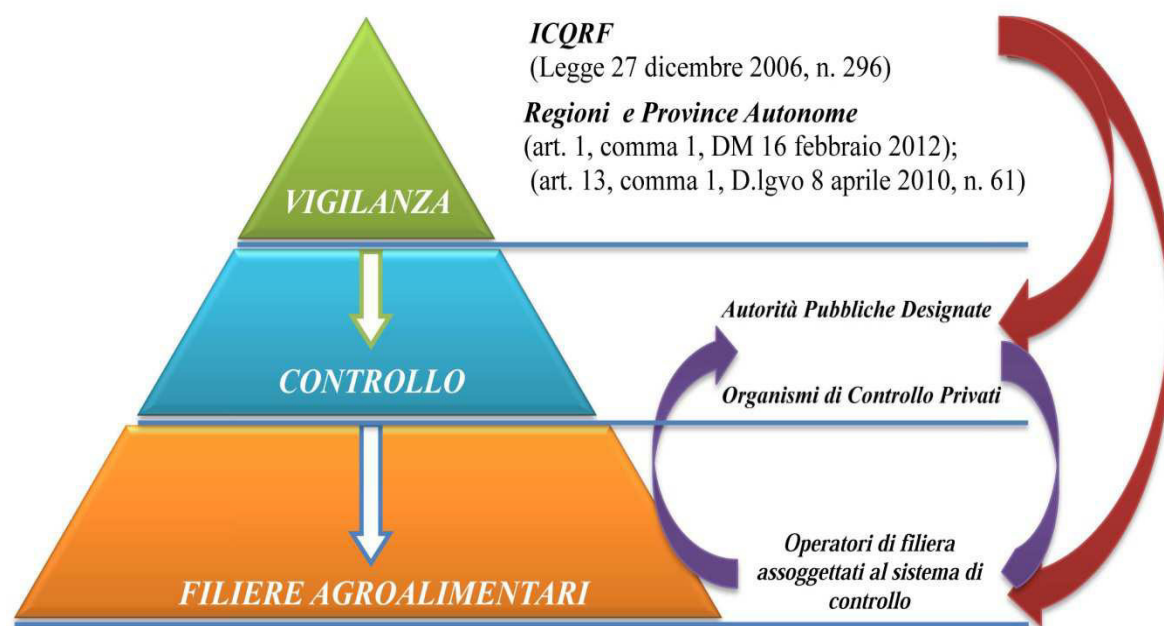 ICQRF
(Legge 27 dicembre 2006, n. 296)
Regioni e Province Autonome
(art. 1, comma 1, DM 16 febbraio 2012);
(art. 13, comma 1, D.lgvo 8 aprile 2010, n. 61)
VIGILANZA
Autorità Pubbliche Designate
CONTROLLO
Organismi di Controllo Privati
Operatori di filiera
assoggettati al sistema di
controllo
FILIERE AGROALIMENTARI